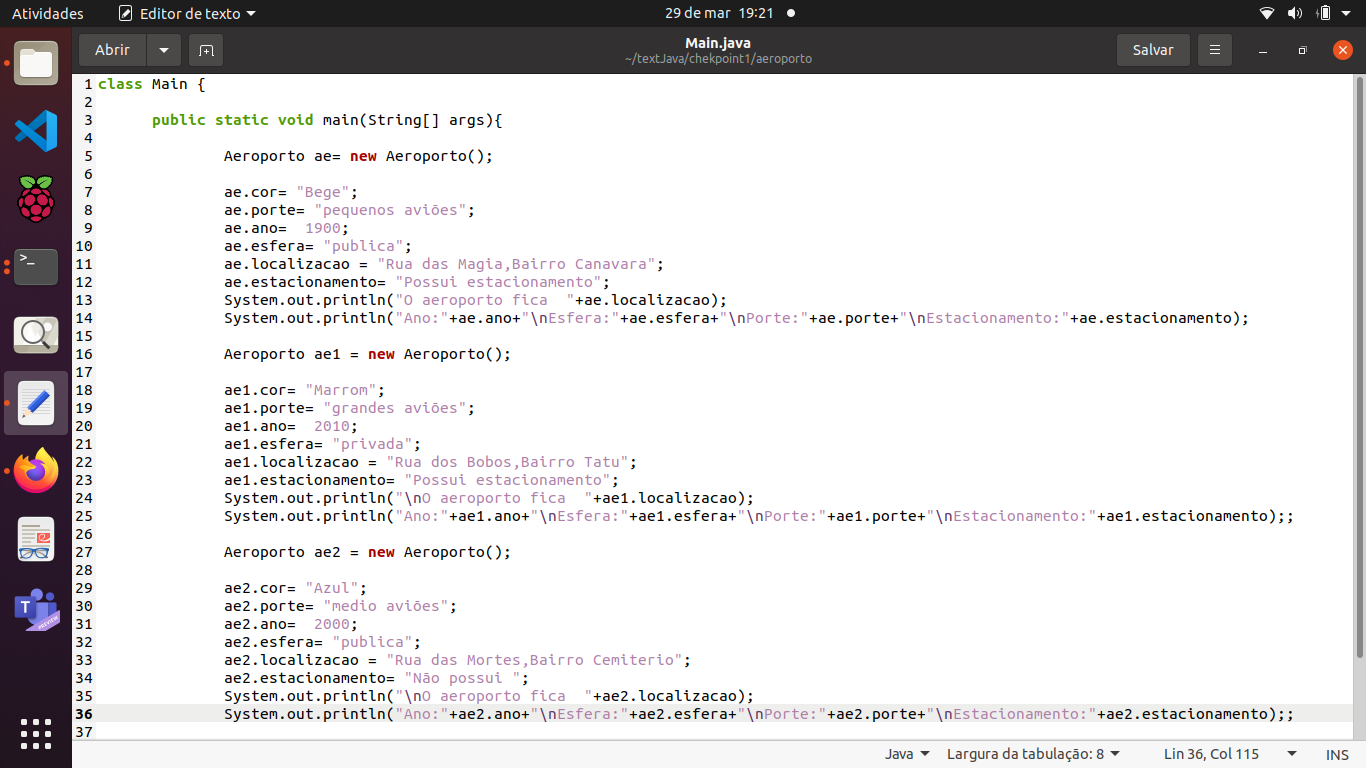 Atividades Editor de texto 29 de mar 19:21
Abrir Main.java Salvar
~/textJava/chekpoint1/aeroporto
1 class Main {
2
3 public static void main(String[] args){
4
5 Aeroporto ae= new Aeroporto();
6
7 ae.cor= "Bege";
8 ae.porte= "pequenos aviões";
9 ae.ano=  1900;
10 ae.esfera= "publica";
11 ae.localizacao = "Rua das Magia,Bairro Canavara";
12 ae.estacionamento= "Possui estacionamento";
13 System.out.println("O aeroporto fica  "+ae.localizacao);
14 System.out.println("Ano:"+ae.ano+"\nEsfera:"+ae.esfera+"\nPorte:"+ae.porte+"\nEstacionamento:"+ae.estacionamento);
15
16 Aeroporto ae1 = new Aeroporto();
17
18 ae1.cor= "Marrom";
19 ae1.porte= "grandes aviões";
20 ae1.ano=  2010;
21 ae1.esfera= "privada";
22 ae1.localizacao = "Rua dos Bobos,Bairro Tatu";
23 ae1.estacionamento= "Possui estacionamento";
24 System.out.println("\nO aeroporto fica  "+ae1.localizacao);
25 System.out.println("Ano:"+ae1.ano+"\nEsfera:"+ae1.esfera+"\nPorte:"+ae1.porte+"\nEstacionamento:"+ae1.estacionamento);;
26
27 Aeroporto ae2 = new Aeroporto();
28
29 ae2.cor= "Azul";
30 ae2.porte= "medio aviões";
31 ae2.ano=  2000;
32 ae2.esfera= "publica";
33 ae2.localizacao = "Rua das Mortes,Bairro Cemiterio";
34 ae2.estacionamento= "Não possui ";
35 System.out.println("\nO aeroporto fica  "+ae2.localizacao);
36 System.out.println("Ano:"+ae2.ano+"\nEsfera:"+ae2.esfera+"\nPorte:"+ae2.porte+"\nEstacionamento:"+ae2.estacionamento);;
37
Java Largura da tabulação: 8 Lin 36, Col 115 INS